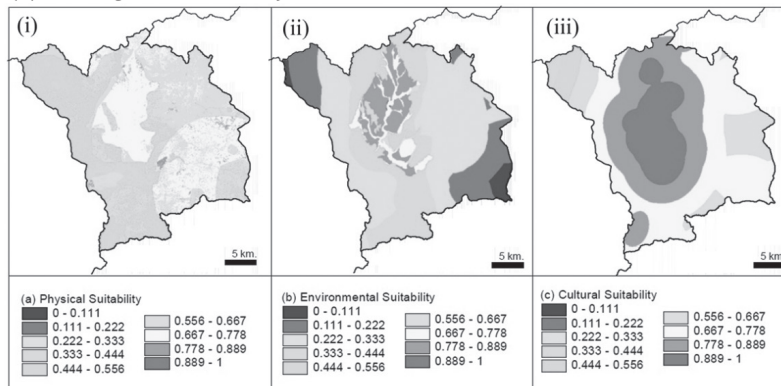 (i)
(ii)
(iii)
5 km.
5 km.
5 km.
(a) Physical Suitability
0 - 0.111
0.111 - 0.222
0.222 - 0.333
0.333 - 0.444
0.444 - 0.556
0.556 - 0.667
0.667 - 0.778
0.778 - 0.889
0.889 - 1
(b) Environmental Suitability
0 - 0.111
0.111 - 0.222
0.222 - 0.333
0.333 - 0.444
0.444 - 0.556
0.556 - 0.667
0.667 - 0.778
0.778 - 0.889
0.889 - 1
(c) Cultural Suitability
0 - 0.111
0.111 - 0.222
0.222 - 0.333
0.333 - 0.444
0.444 - 0.556
0.556 - 0.667
0.667 - 0.778
0.778 - 0.889
0.889 - 1